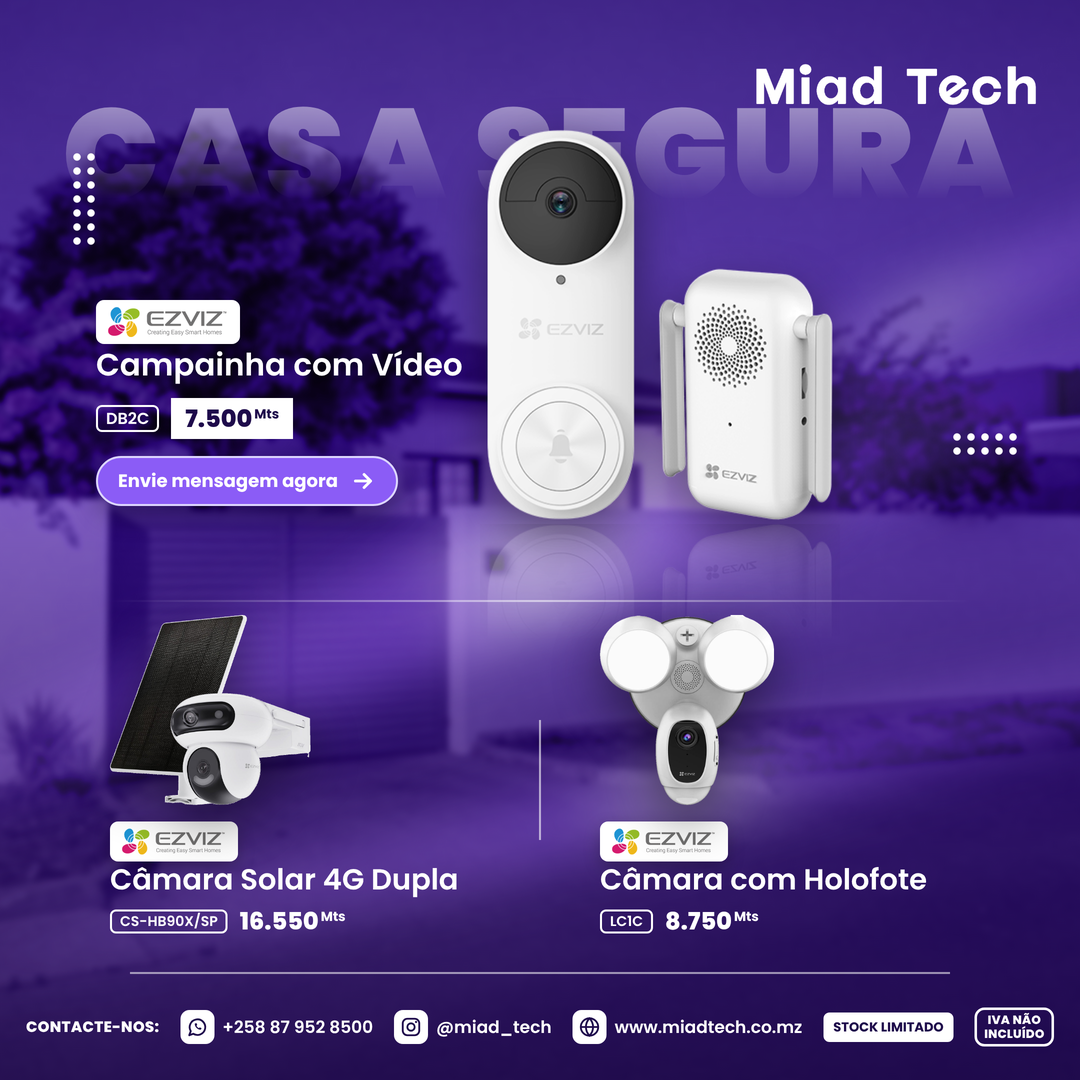 Miad Tech
CASA SEGURA
EZVIZ
Creating Easy Smart Homes
Campainha com Vídeo
DB2C 7.500 Mts
Envie mensagem agora →
EZVIZ
EZVIZ
EZVIZ
Creating Easy Smart Homes
Câmara Solar 4G Dupla
CS-HB90X/SP 16.550 Mts
EZVIZ
EZVIZ
Creating Easy Smart Homes
Câmara com Holofote
LC1C 8.750 Mts
CONTACTE-NOS: +258 87 952 8500 @miad_tech www.miadtech.co.mz STOCK LIMITADO IVA NÃO
INCLUÍDO